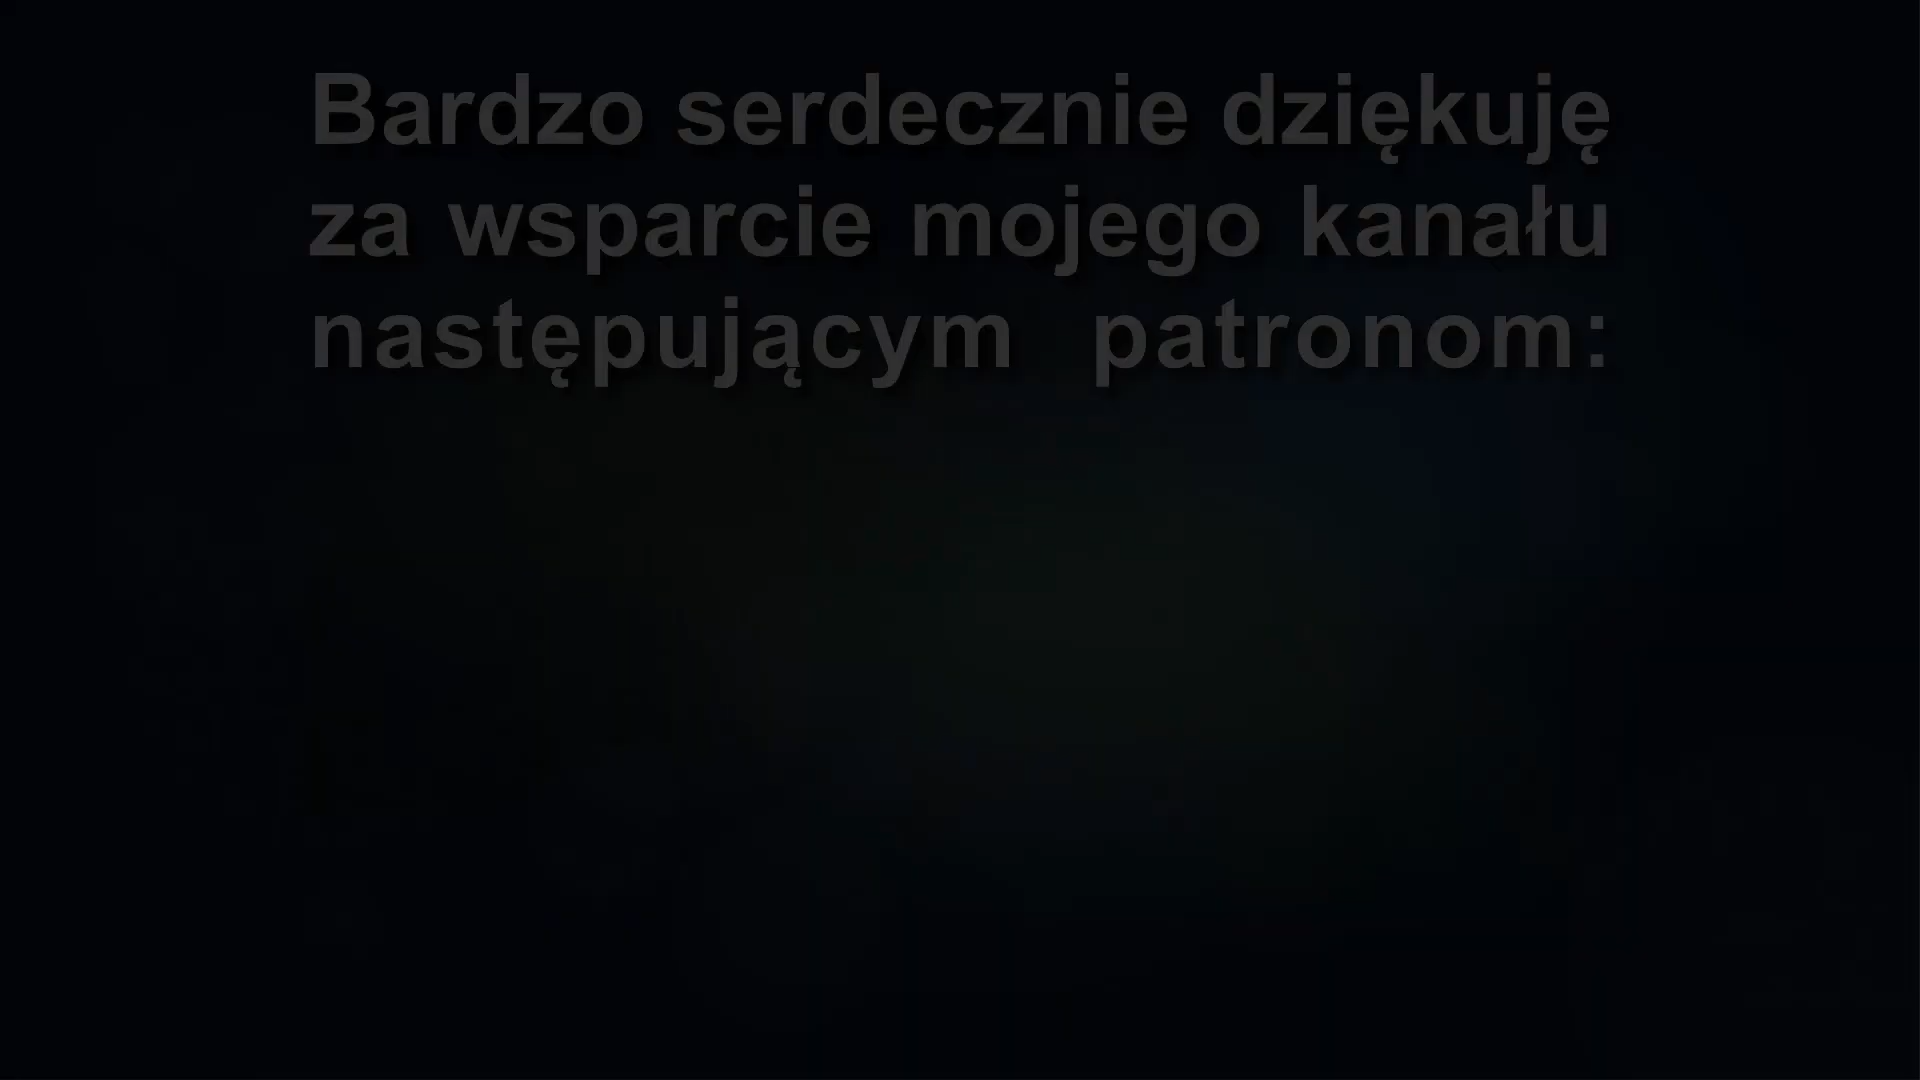 Bardzo serdecznie dziękuję
za wsparcie mojego kanału
następującym patronom: